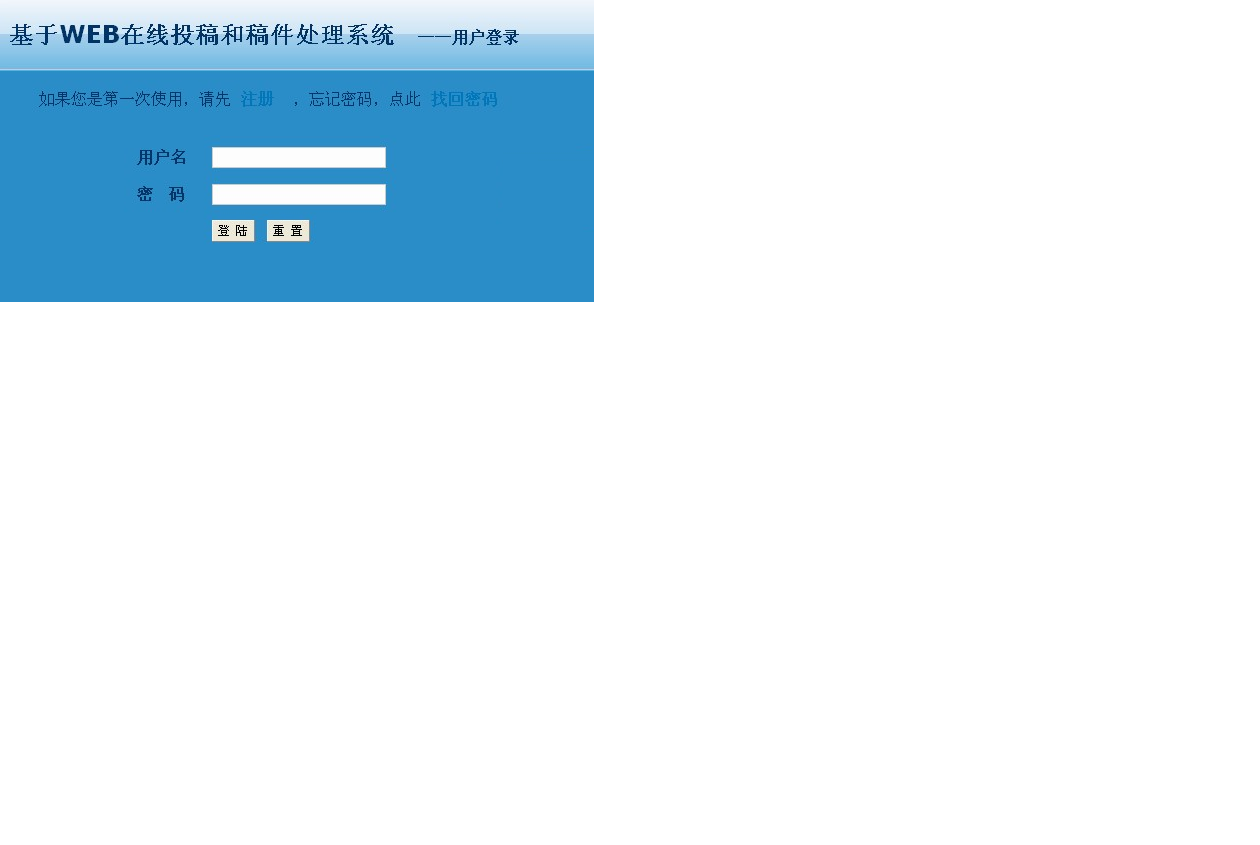 基于WEB在线投稿和稿件处理系统 ——用户登录
如果您是第一次使用，请先 注册 ，忘记密码，点此 找回密码
用户名
密 码
登 陆 重 置